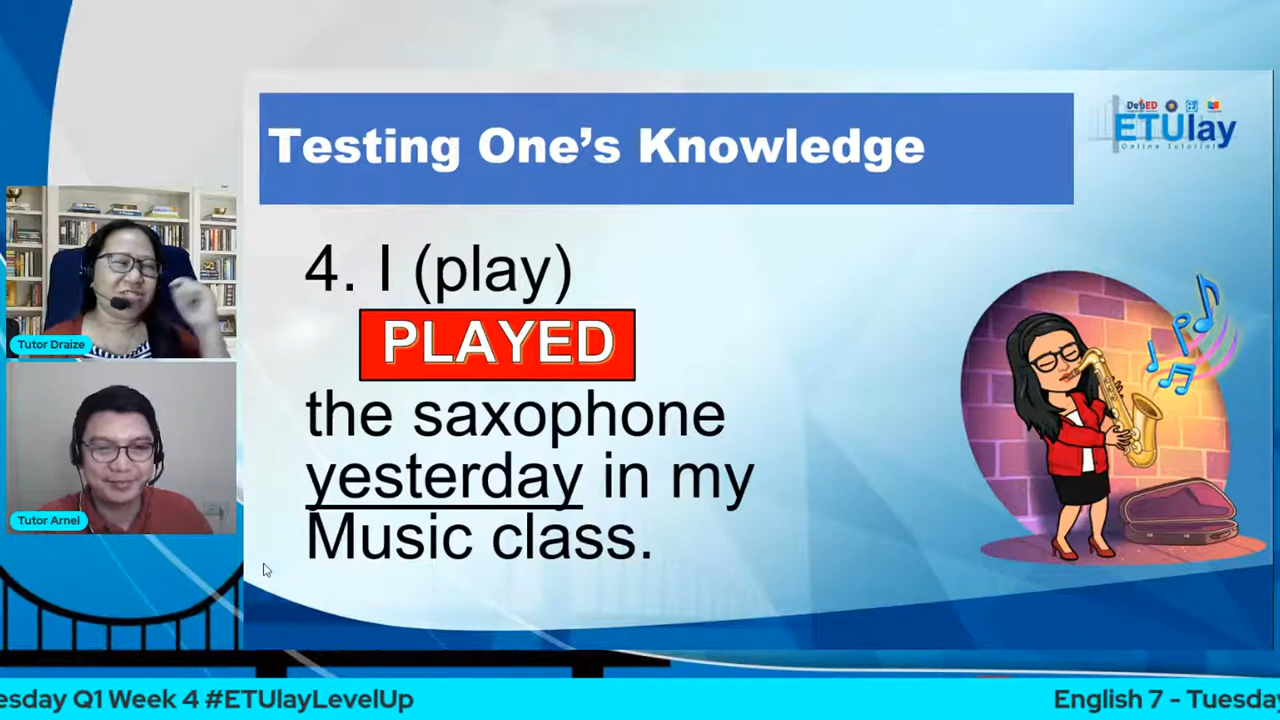 Testing One's Knowledge
DepED
ETUlay
Online Tutorial
4. I (play)
PLAYED
the saxophone
yesterday in my
Music class.
Tutor Draize
Tutor Arnel
esday Q1 Week 4 #ETUlayLevelUp
English 7 - Tuesday